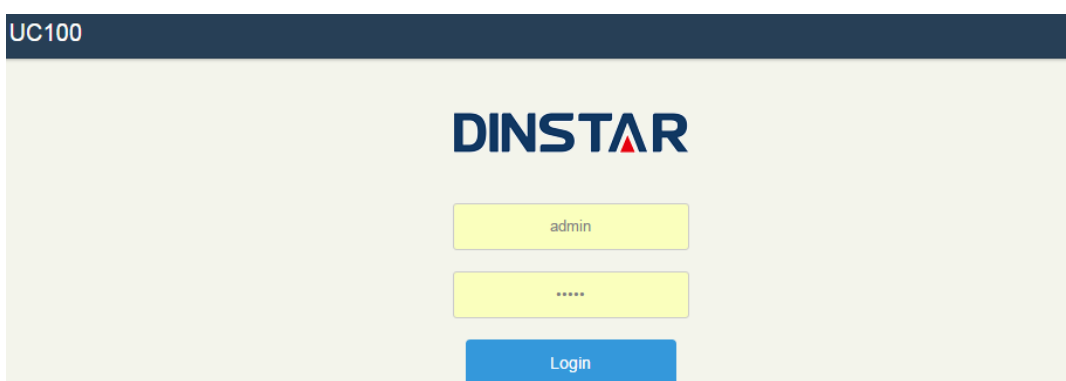 UC100
DINSTAR
admin
•••••
Login